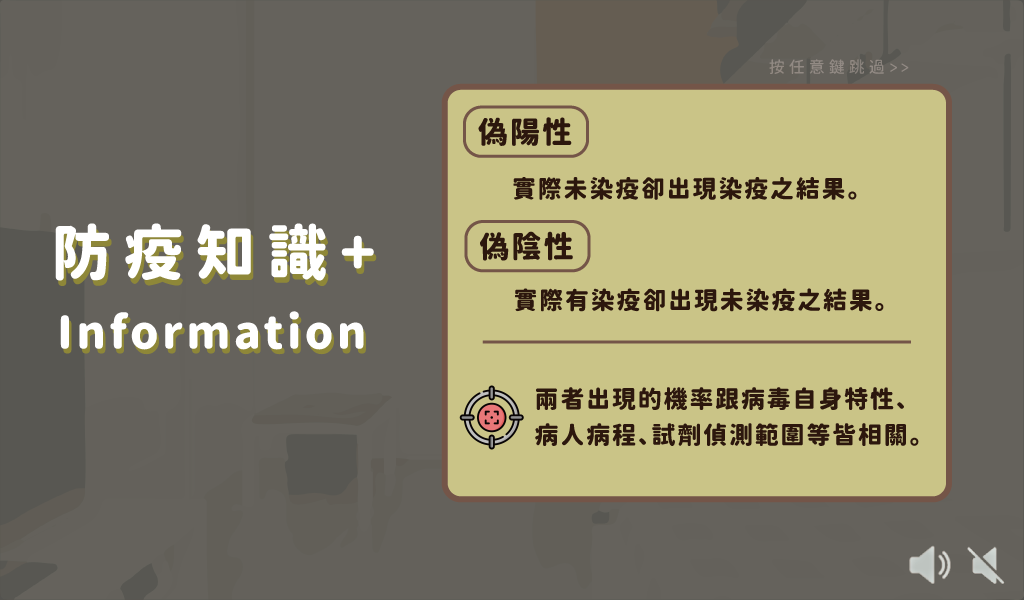 按任意鍵跳過>>
防疫知識+
Information
偽陽性
實際未染疫卻出現染疫之結果。
偽陰性
實際有染疫卻出現未染疫之結果。
兩者出現的機率跟病毒自身特性、
病人病程、試劑偵測範圍等皆相關。